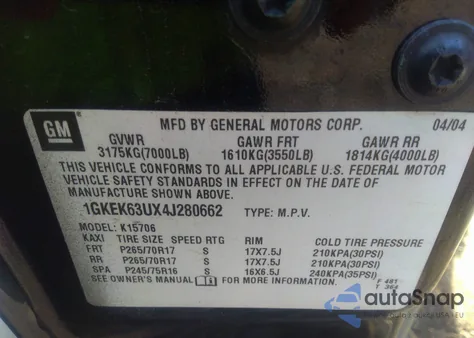 GM
MFD BY GENERAL MOTORS CORP. 04/04
GVWR GAWR FRT GAWR RR
3175KG(7000LB) 1610KG(3550LB) 1814KG(4000LB)
THIS VEHICLE CONFORMS TO ALL APPLICABLE U.S. FEDERAL MOTOR
VEHICLE SAFETY STANDARDS IN EFFECT ON THE DATE OF
MANUFACTURE SHOWN ABOVE.
1GKEK63UX4J280662 TYPE: M.P.V.
MODEL: K15706
KAXI TIRE SIZE SPEED RTG RIM COLD TIRE PRESSURE
FRT P265/70R17 S 17X7.5J 210KPA(30PSI)
RR P265/70R17 S 17X7.5J 210KPA(30PSI)
SPA P245/75R16 S 16X6.5J 240KPA(35PSI)
SEE OWNER'S MANUAL FOR MORE INFORMATION. F 481
T 364
autoSnap